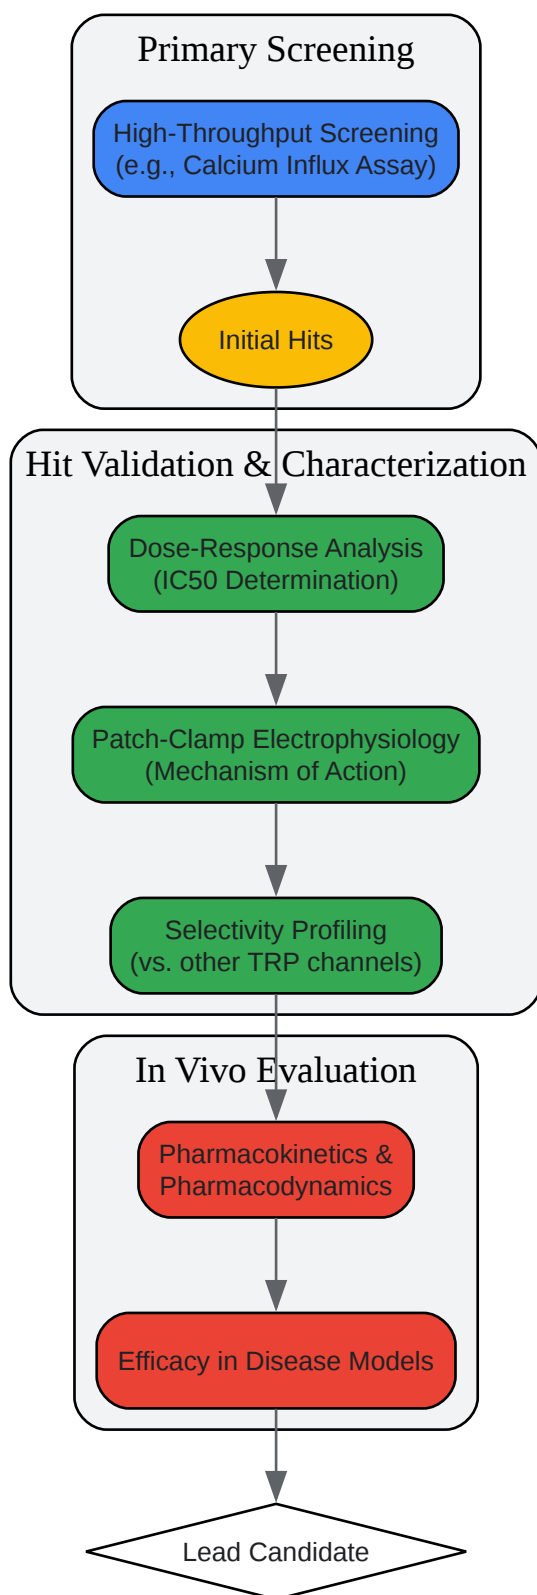 Primary Screening
High-Throughput Screening
(e.g., Calcium Influx Assay)
Initial Hits
Hit Validation & Characterization
Dose-Response Analysis
(IC50 Determination)
Patch-Clamp Electrophysiology
(Mechanism of Action)
Selectivity Profiling
(vs. other TRP channels)
In Vivo Evaluation
Pharmacokinetics &
Pharmacodynamics
Efficacy in Disease Models
Lead Candidate